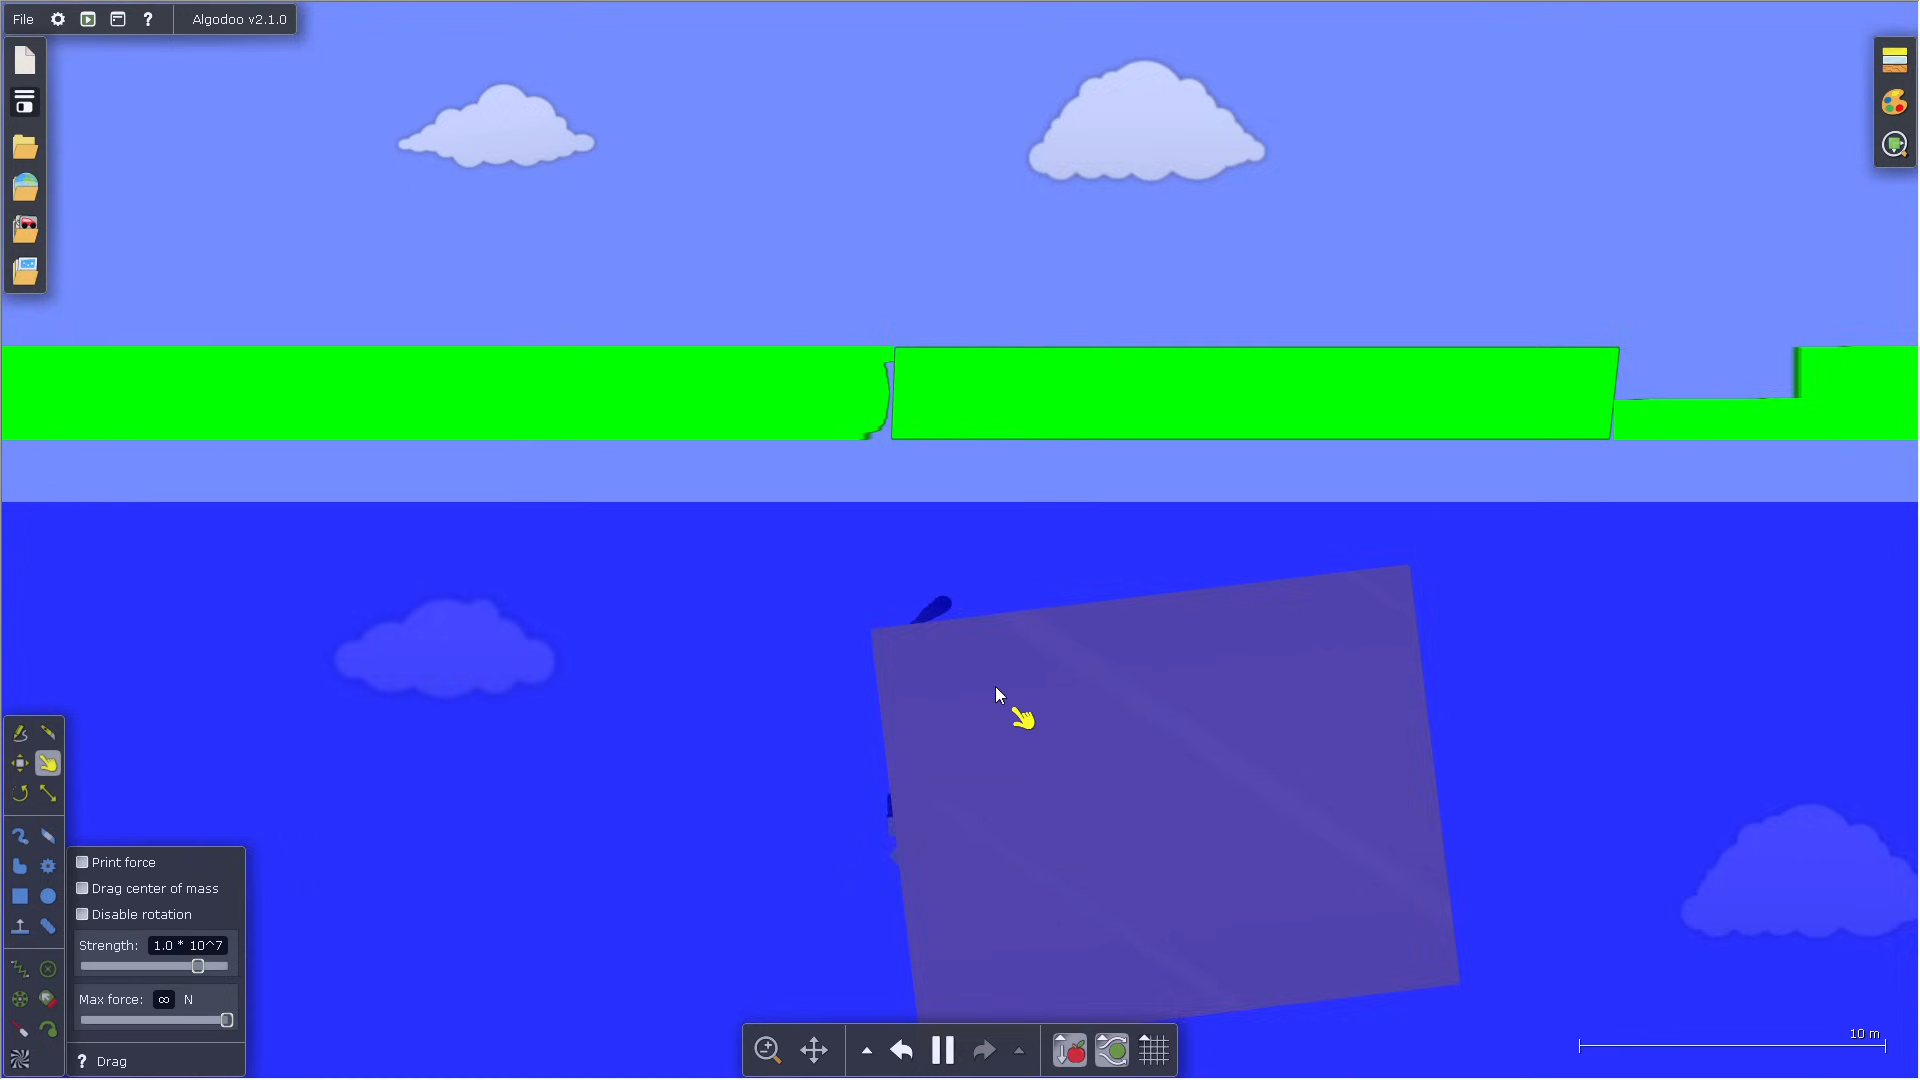 File ? Algodoo v2.1.0
Print force
Drag center of mass
Disable rotation
Strength: 1.0 * 10^7
Max force: ∞ N
? Drag
10 m